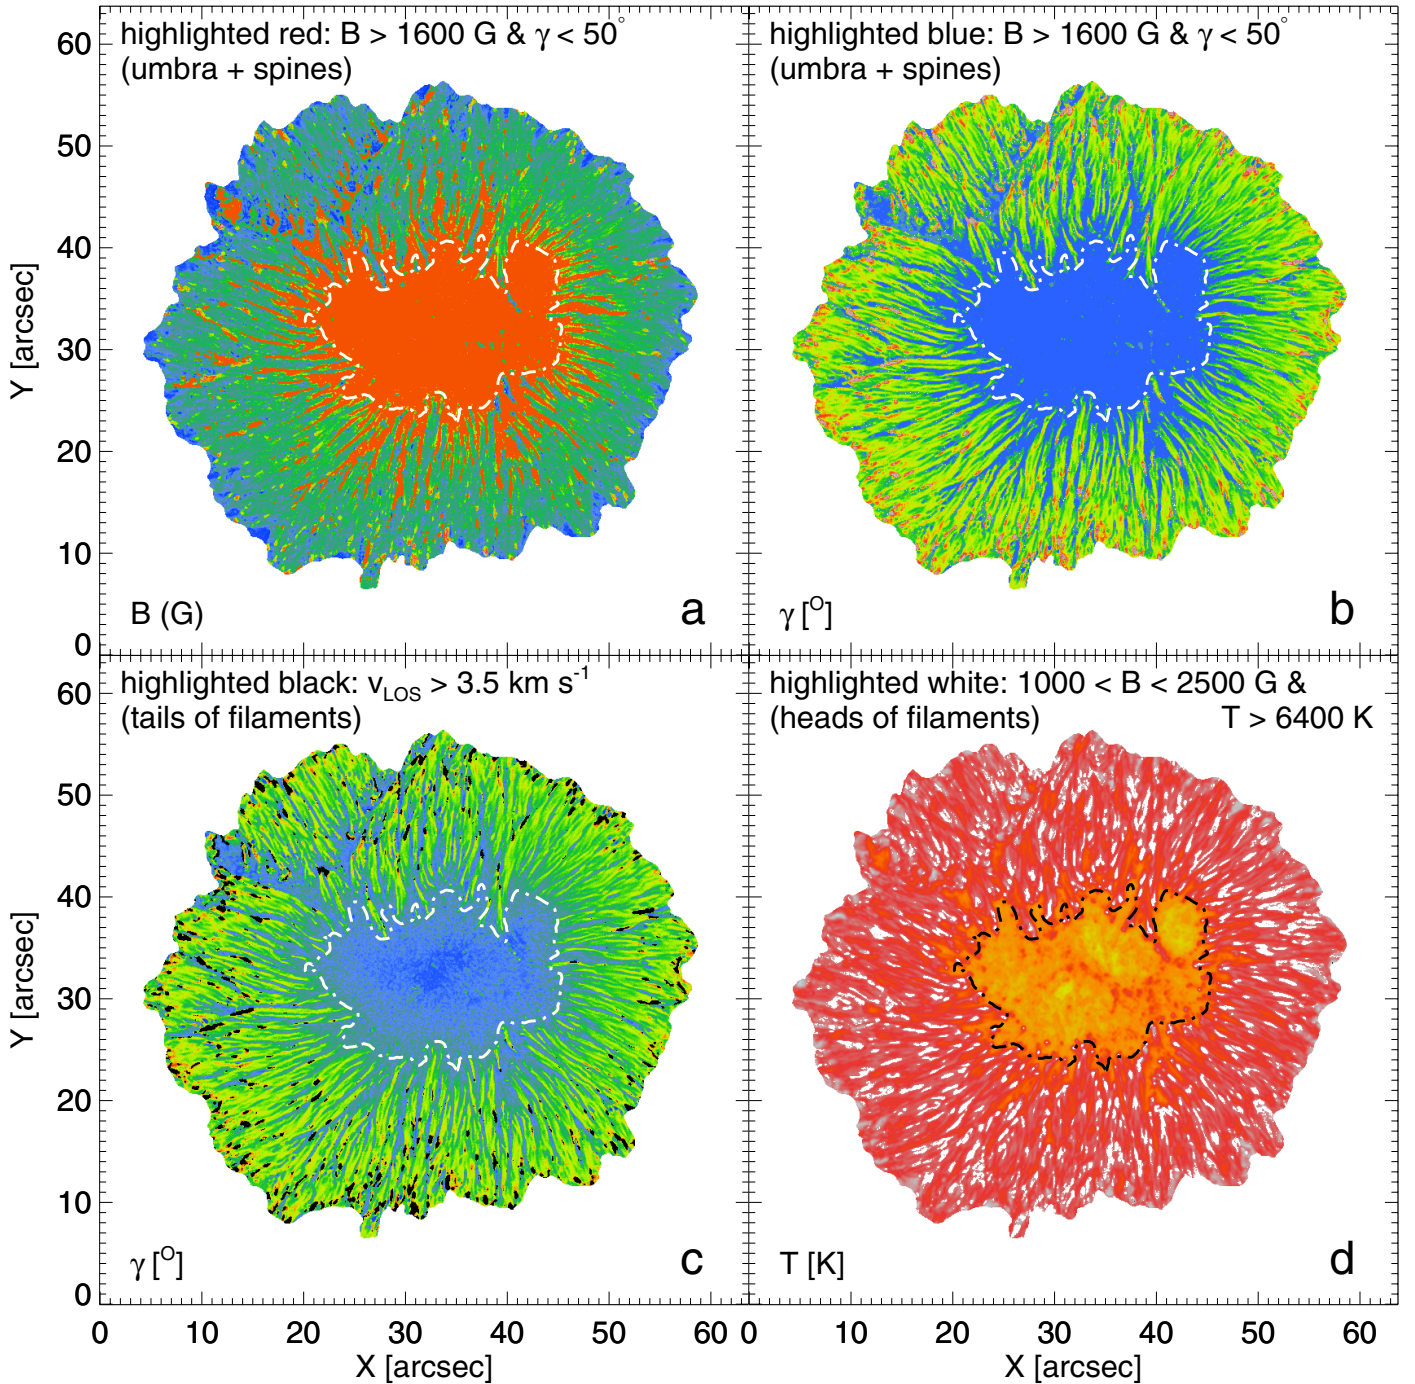 highlighted red: B > 1600 G & γ < 50°
(umbra + spines)
B (G)
a
highlighted blue: B > 1600 G & γ < 50°
(umbra + spines)
γ [O]
b
60
50
40
30
20
10
0
Y [arcsec]
highlighted black: vLOS > 3.5 km s-1
(tails of filaments)
γ [O]
c
highlighted white: 1000 < B < 2500 G &
(heads of filaments) T > 6400 K
T [K]
d
60
50
40
30
20
10
0
Y [arcsec]
0 10 20 30 40 50 60 0 10 20 30 40 50 60
X [arcsec] X [arcsec]